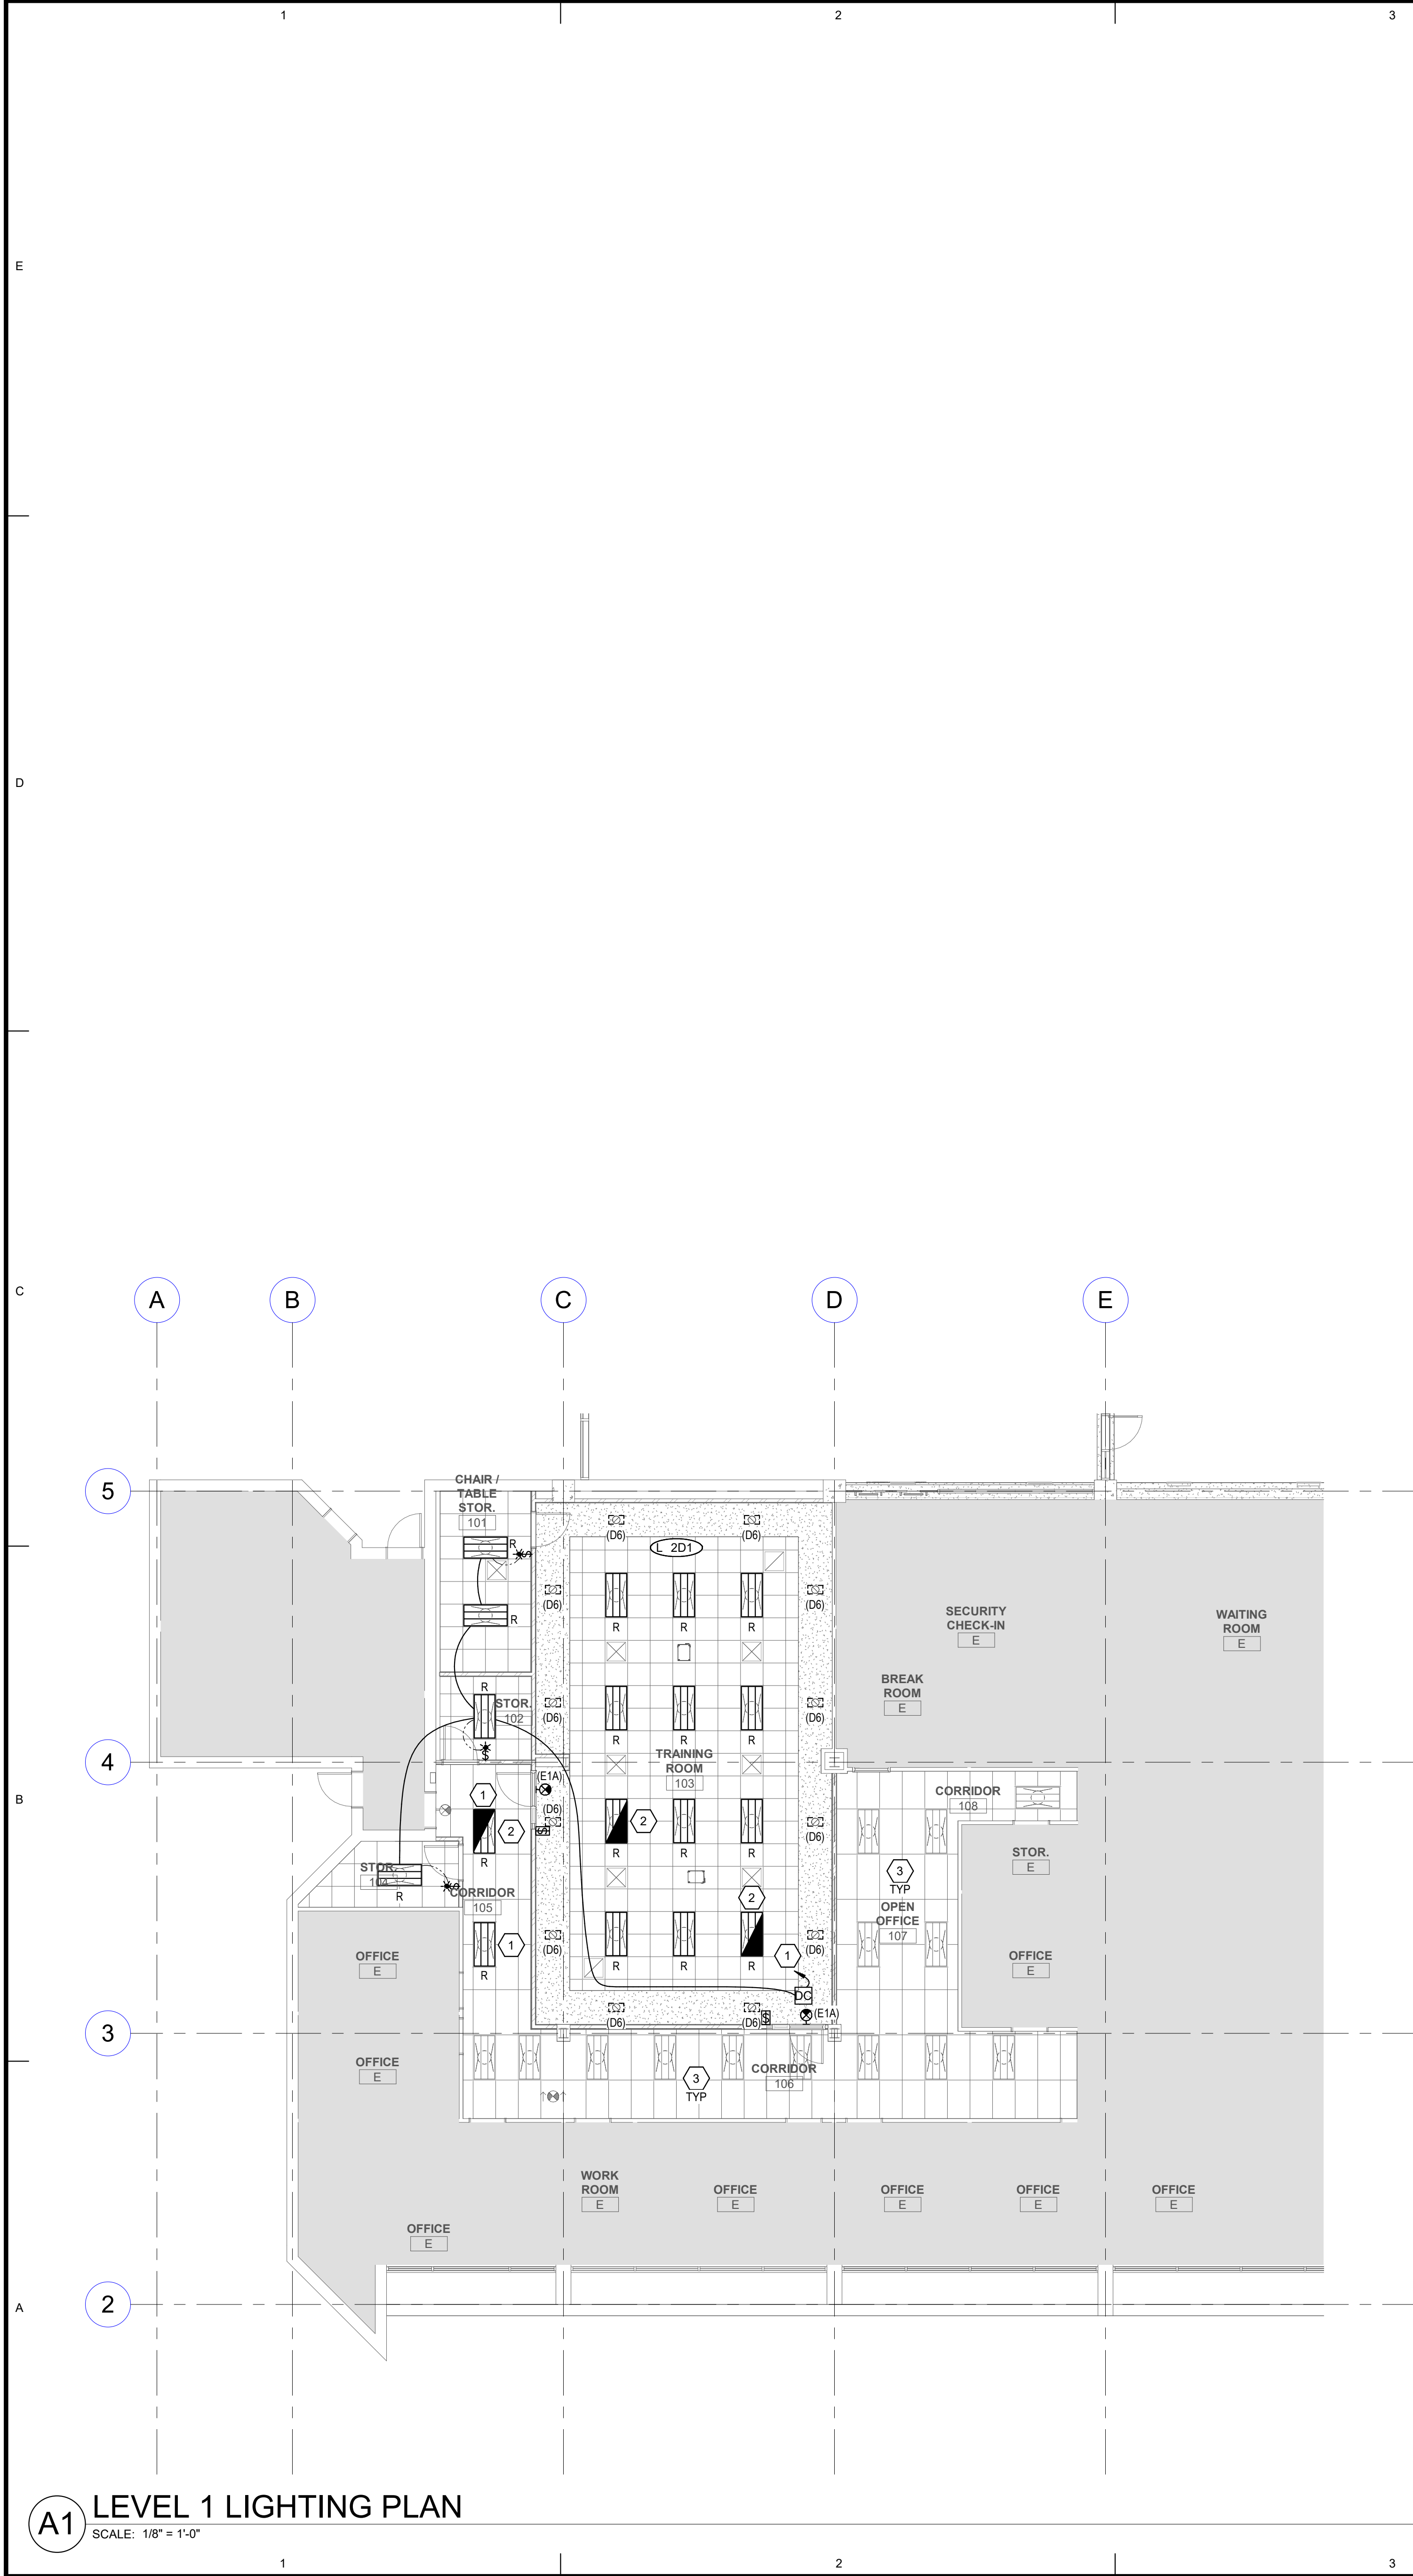 1 2 3
E
D
C
A B C D E
5
CHAIR /
TABLE
STOR.
101
R
$
R
(D6) (D6)
L 2D1
(D6) (D6)
R R R
SECURITY
CHECK-IN
E
WAITING
ROOM
E
BREAK
ROOM
E
R
STOR.
102
$
(D6) (D6)
R R R
4
TRAINING
ROOM
103
(E1A)
1
B
CORRIDOR
108
(D6)
2
$
R
2
(D6)
R R R
STOR.
E
STOR.
104
R
$
3
TYP
CORRIDOR
105
2
OPEN
OFFICE
107
1
R
(D6)
R R R
1
(D6)
OFFICE
E
OFFICE
E
DC
(E1A)
(D6) (D6)
$
3
OFFICE
E
3
TYP
CORRIDOR
106
WORK
ROOM
E
OFFICE
E
OFFICE
E
OFFICE
E
OFFICE
E
OFFICE
E
2
A
A1
LEVEL 1 LIGHTING PLAN
SCALE: 1/8" = 1'-0"
1 2 3